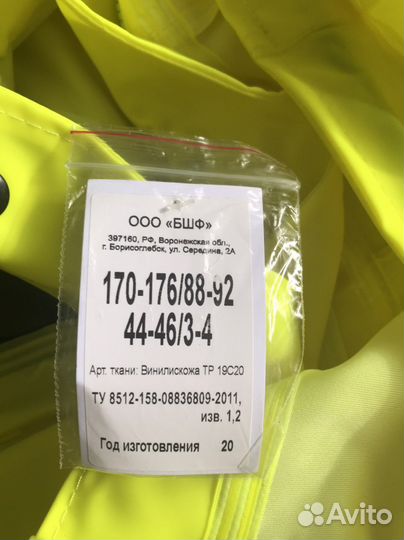 ООО «БШФ»
397160, РФ, Воронежская обл.,
г. Борисоглебск, ул. Середина, 2А
170-176/88-92
44-46/3-4
Арт. ткани: Винилискожа ТР 19С20
ТУ 8512-158-08836809-2011,
изв. 1,2
Год изготовления 20
Avito